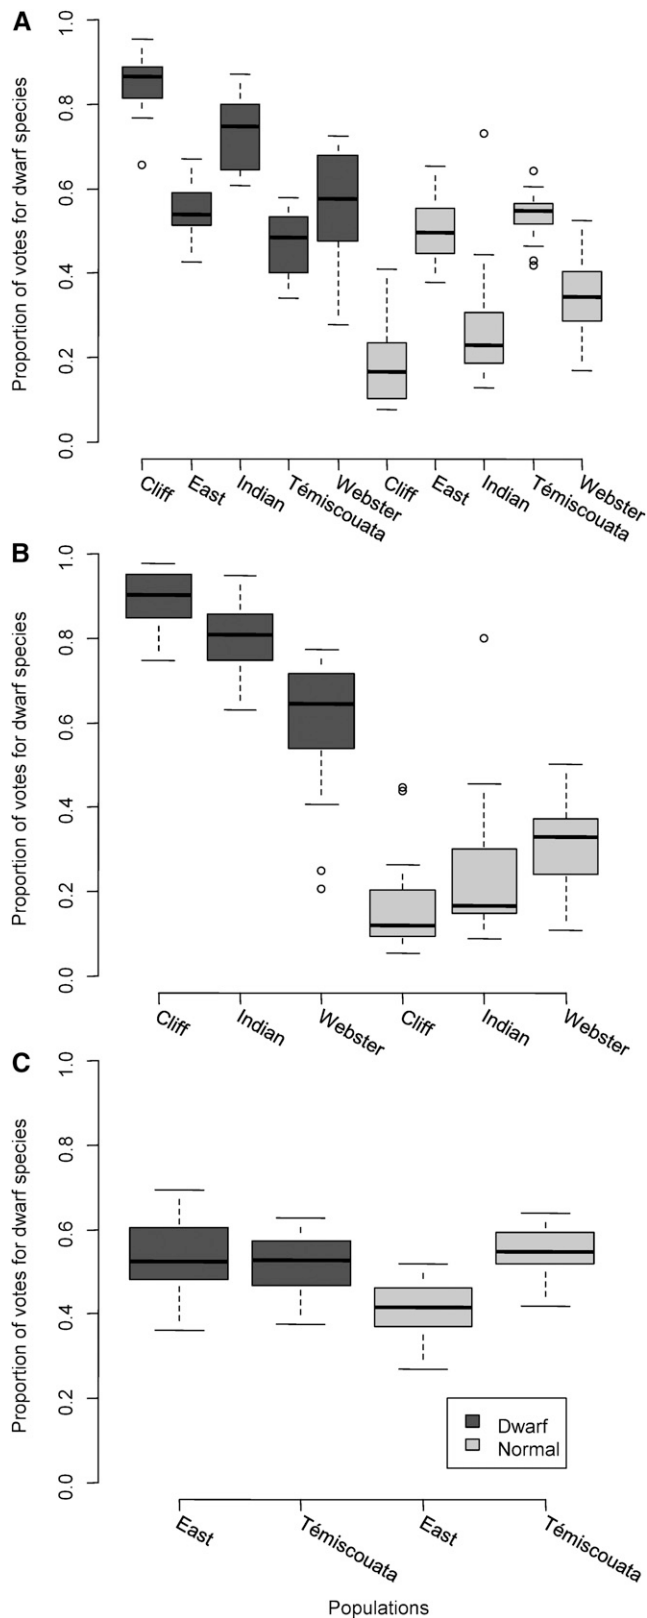 A
Proportion of votes for dwarf species
1.0
0.8
0.6
0.4
0.2
0.0
Cliff
East
Indian
Témiscouata
Webster
Cliff
East
Indian
Témiscouata
Webster
B
Proportion of votes for dwarf species
1.0
0.8
0.6
0.4
0.2
0.0
Cliff
Indian
Webster
Cliff
Indian
Webster
C
Proportion of votes for dwarf species
1.0
0.8
0.6
0.4
0.2
0.0
Dwarf
Normal
East
Témiscouata
East
Témiscouata
Populations